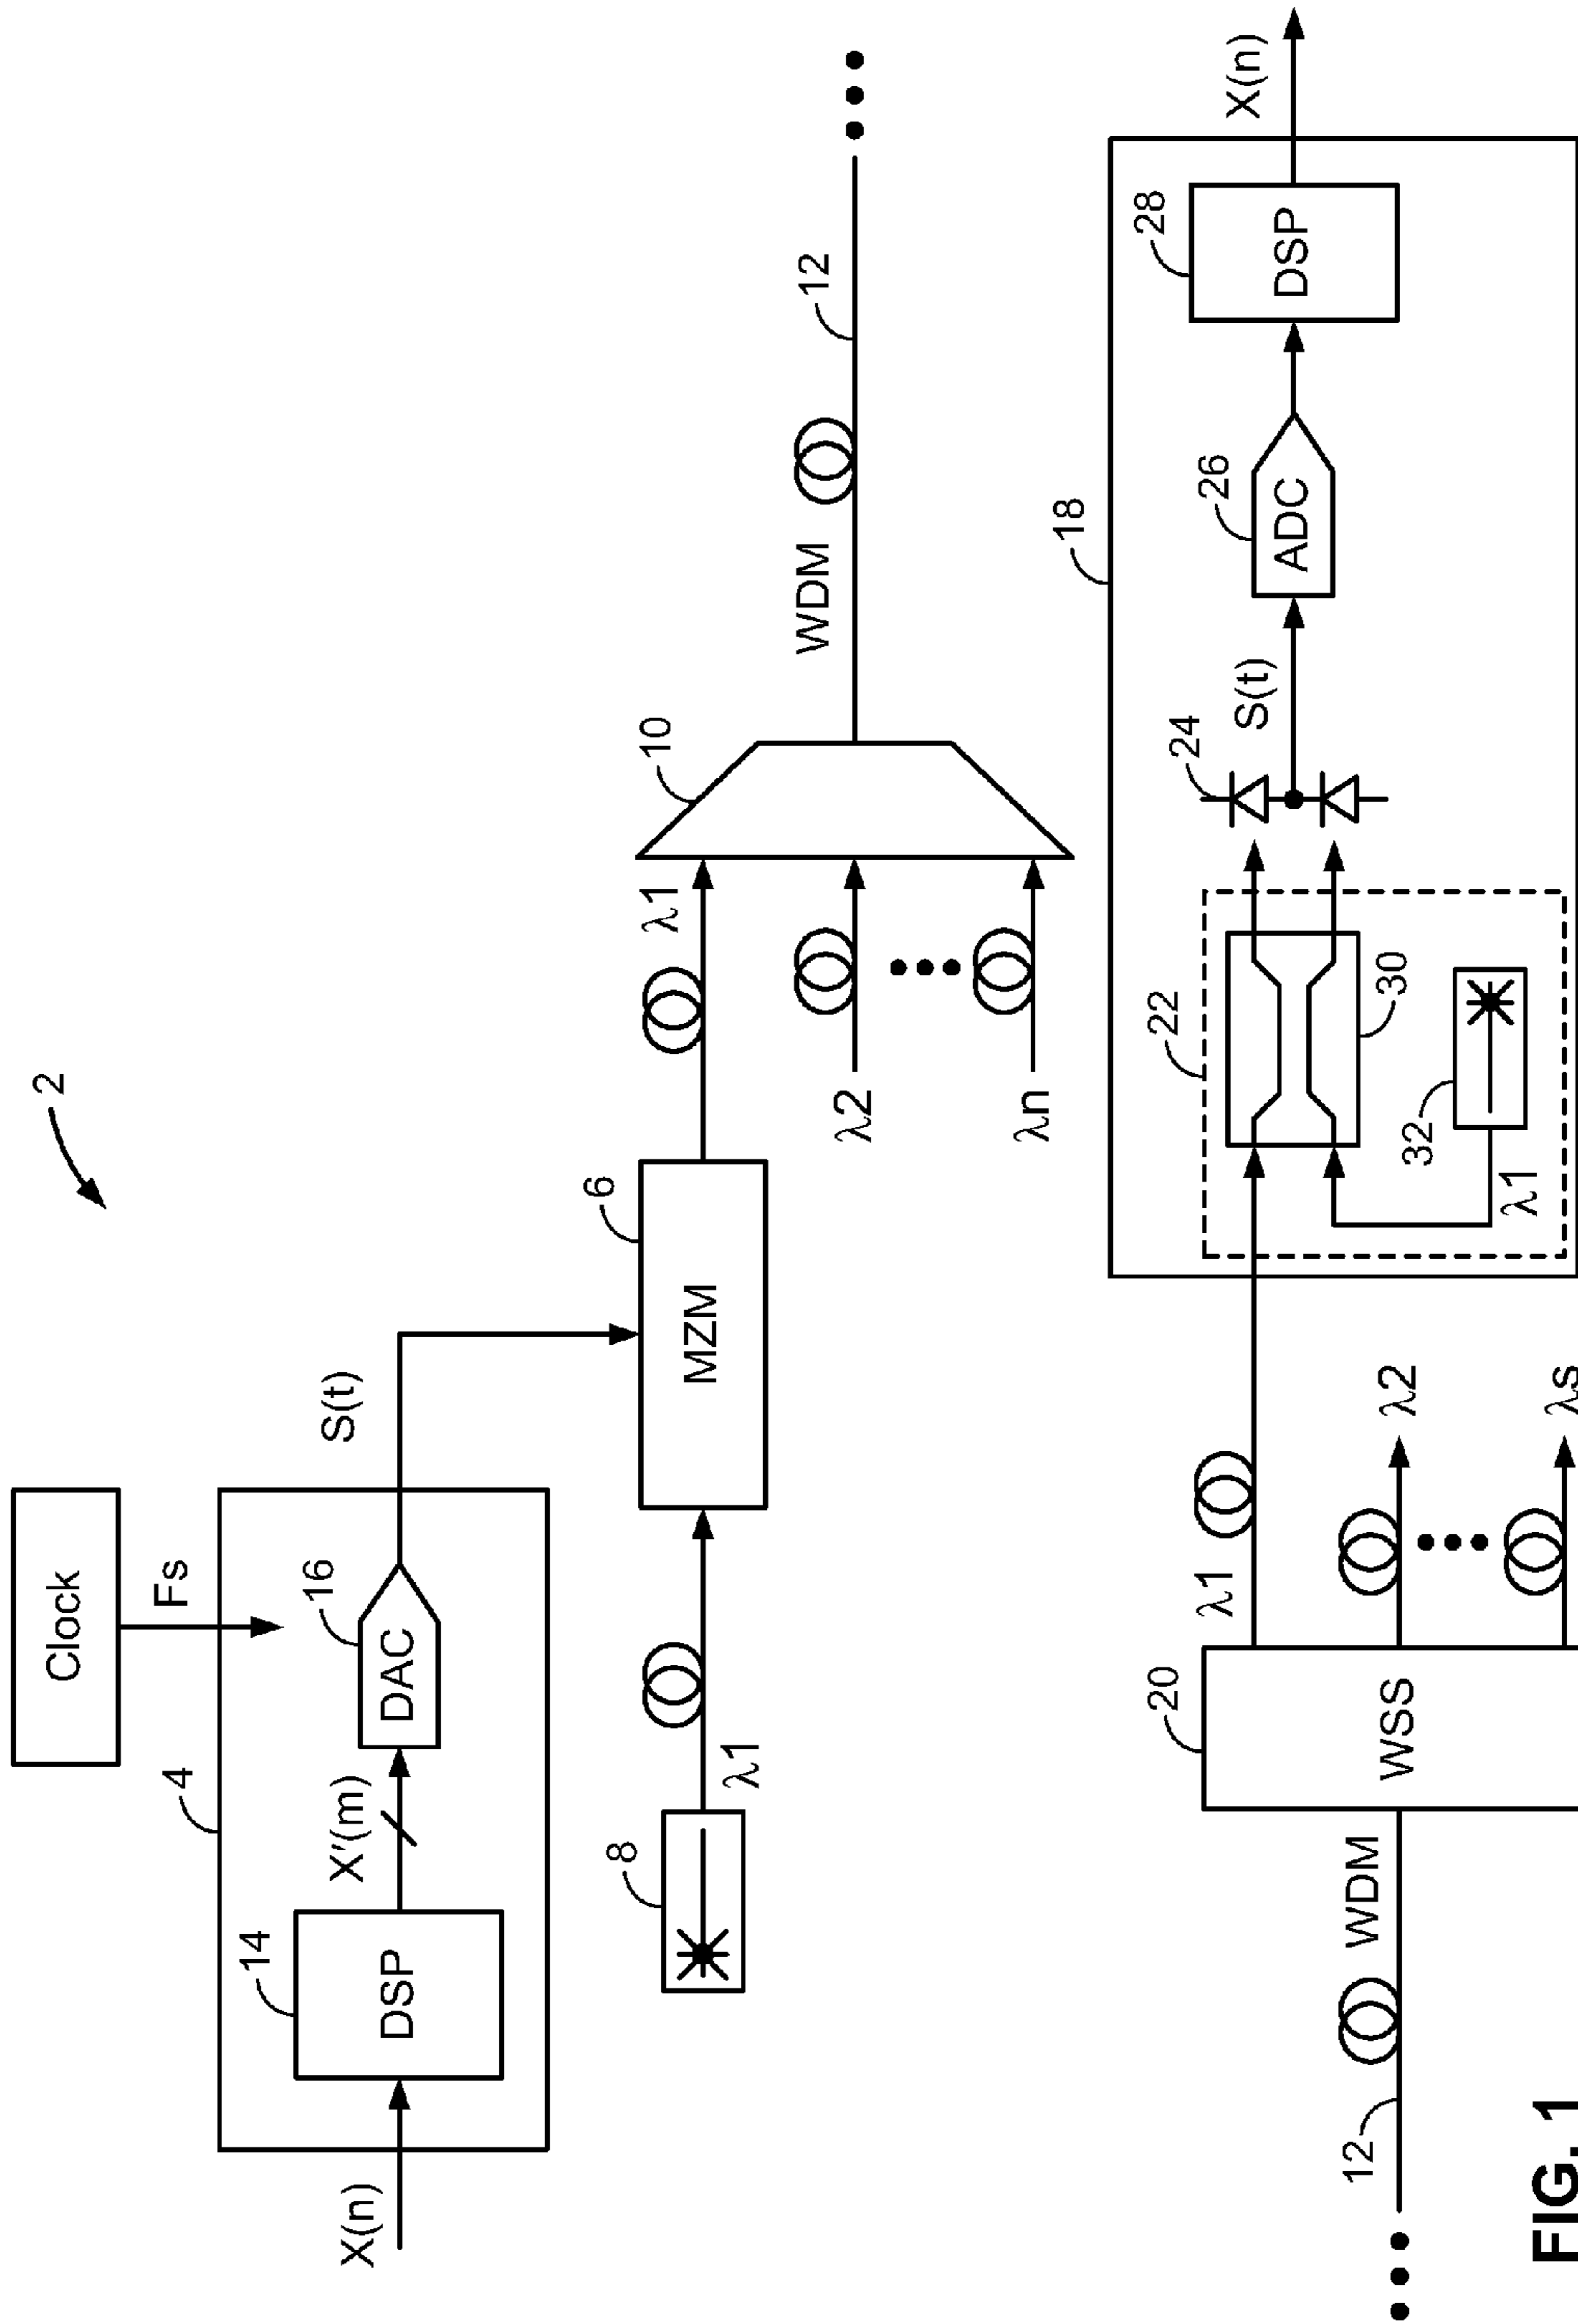 2
Clock
Fs
4
14
DSP
X(n)
X'(m)
16
DAC
S(t)
8
λ1
6
MZM
λ1
10
λ2
λn
WDM
12
12
WDM
20
WSS
λ1
λ2
λs
18
22
30
32
λ1
24
S(t)
26
ADC
28
DSP
X(n)
FIG. 1